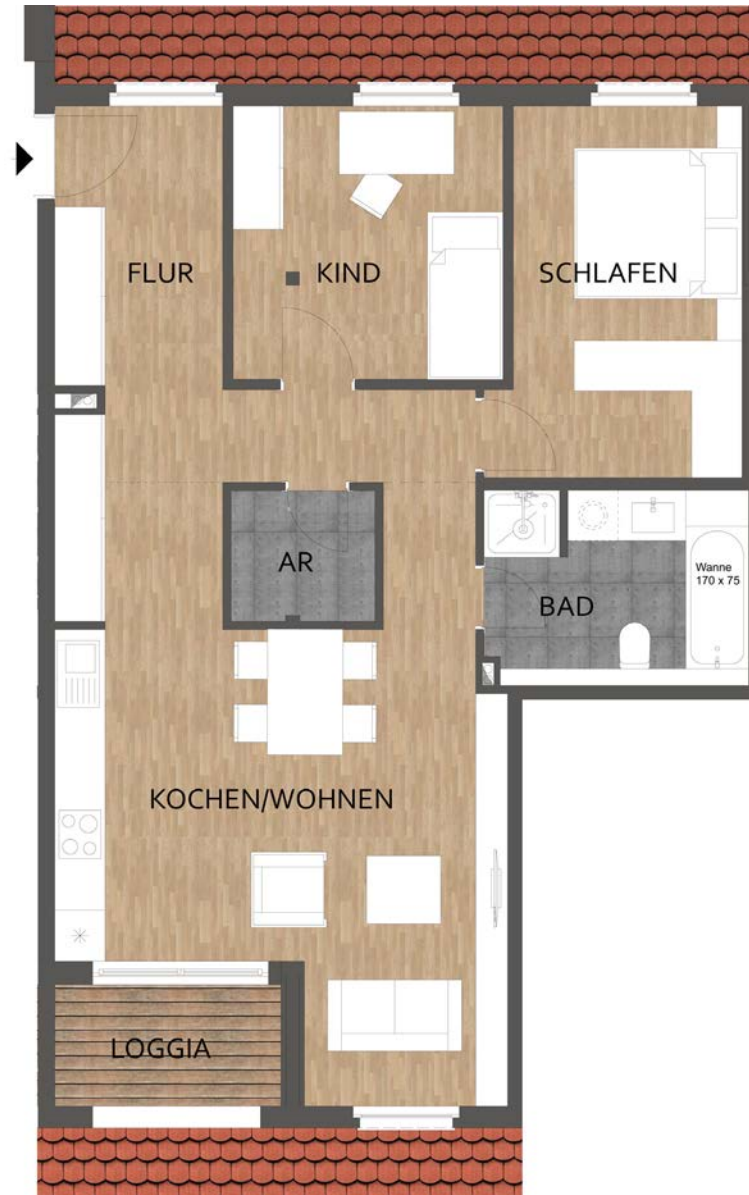 FLUR
KIND
SCHLAFEN
AR
BAD
Wanne
170 x 75
KOCHEN/WOHNEN
LOGGIA